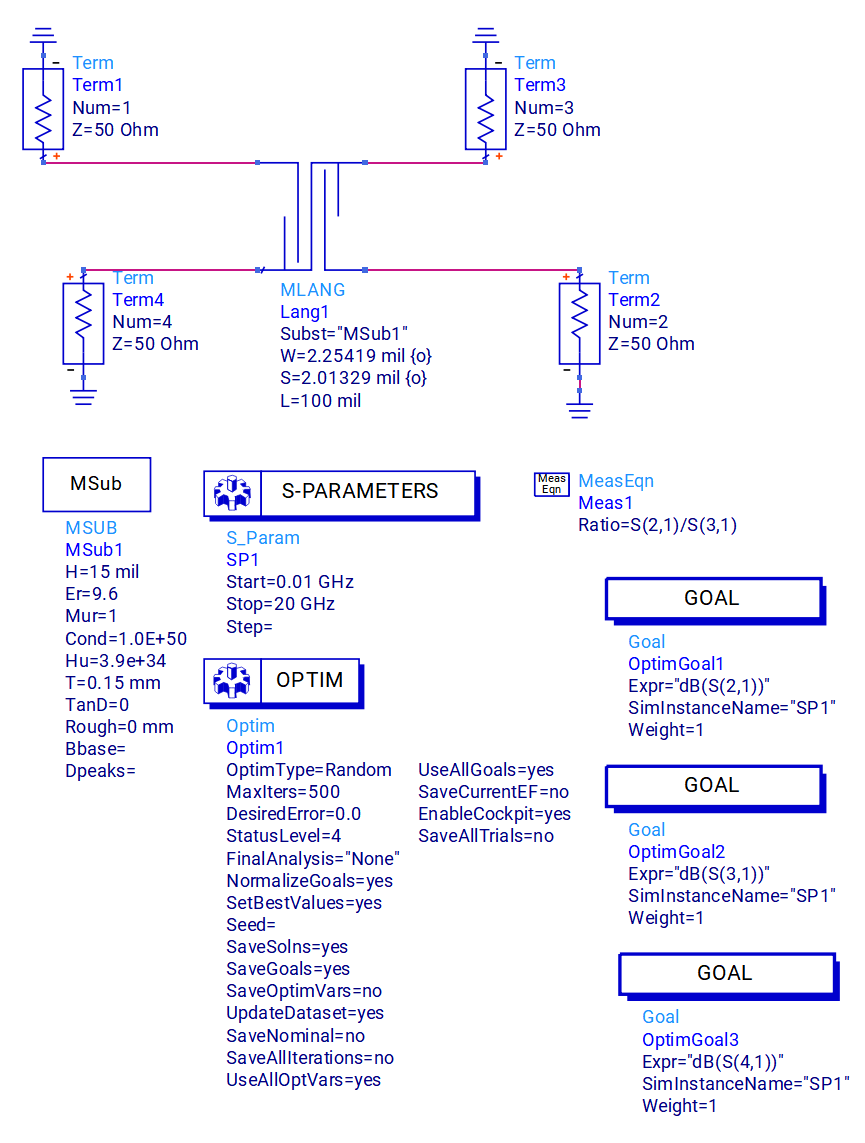 Term
Term1
Num=1
Z=50 Ohm
Term
Term3
Num=3
Z=50 Ohm
Term
Term4
Num=4
Z=50 Ohm
MLANG
Lang1
Subst="MSub1"
W=2.25419 mil {o}
S=2.01329 mil {o}
L=100 mil
Term
Term2
Num=2
Z=50 Ohm
MSub
MSUB
MSub1
H=15 mil
Er=9.6
Mur=1
Cond=1.0E+50
Hu=3.9e+34
T=0.15 mm
TanD=0
Rough=0 mm
Bbase=
Dpeaks=
S-PARAMETERS
S_Param
SP1
Start=0.01 GHz
Stop=20 GHz
Step=
OPTIM
Optim
Optim1
OptimType=Random
MaxIters=500
DesiredError=0.0
StatusLevel=4
FinalAnalysis="None"
NormalizeGoals=yes
SetBestValues=yes
Seed=
SaveSolns=yes
SaveGoals=yes
SaveOptimVars=no
UpdateDataset=yes
SaveNominal=no
SaveAllIterations=no
UseAllOptVars=yes
UseAllGoals=yes
SaveCurrentEF=no
EnableCockpit=yes
SaveAllTrials=no
Meas
Eqn
MeasEqn
Meas1
Ratio=S(2,1)/S(3,1)
GOAL
Goal
OptimGoal1
Expr="dB(S(2,1))"
SimInstanceName="SP1"
Weight=1
GOAL
Goal
OptimGoal2
Expr="dB(S(3,1))"
SimInstanceName="SP1"
Weight=1
GOAL
Goal
OptimGoal3
Expr="dB(S(4,1))"
SimInstanceName="SP1"
Weight=1